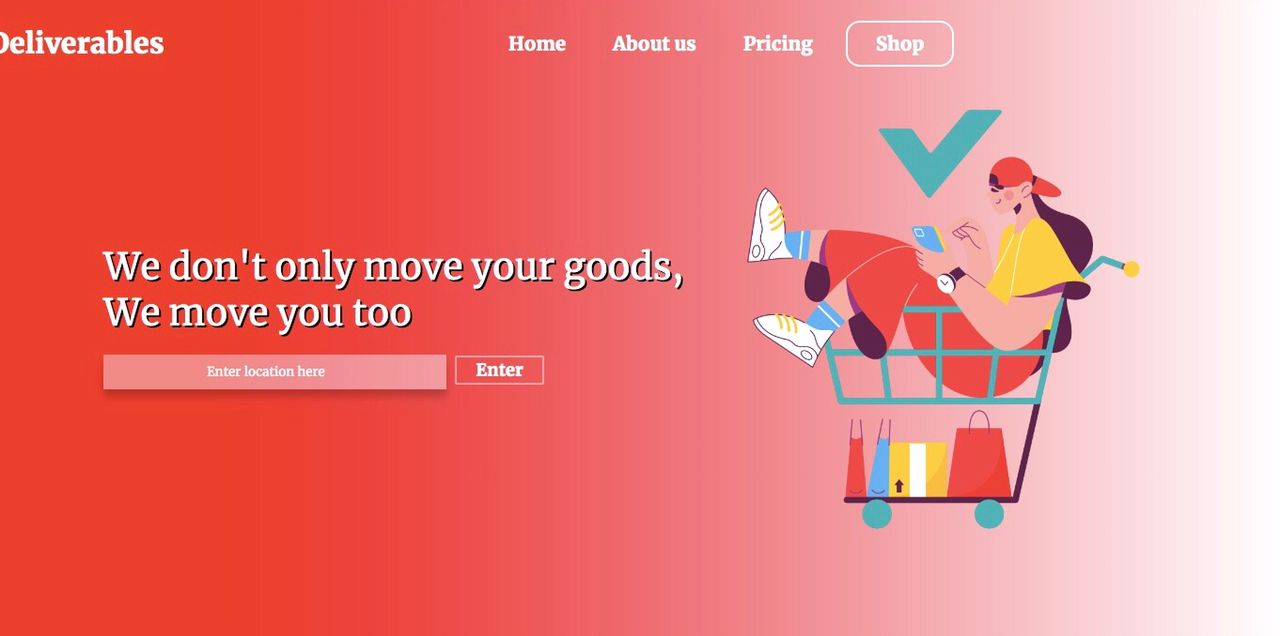 Deliverables
Home About us Pricing Shop
We don't only move your goods,
We move you too
Enter location here Enter